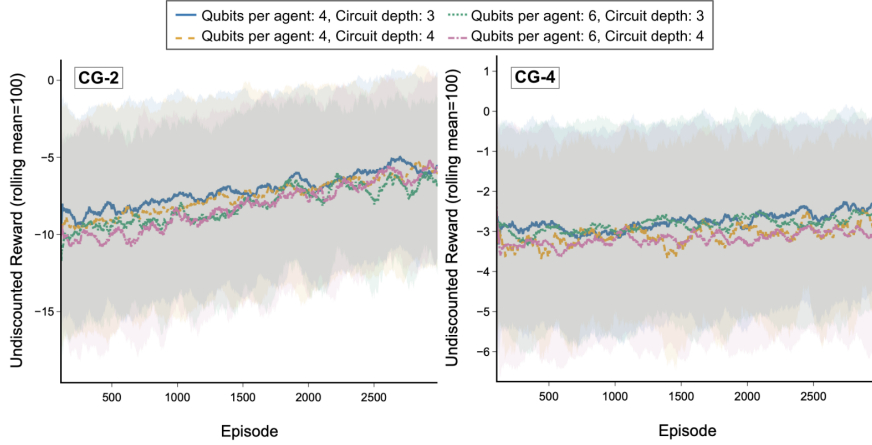 Qubits per agent: 4, Circuit depth: 3
Qubits per agent: 6, Circuit depth: 3
Qubits per agent: 4, Circuit depth: 4
Qubits per agent: 6, Circuit depth: 4
CG-2
Undiscounted Reward (rolling mean=100)
0
−5
−10
−15
500
1000
1500
2000
2500
Episode
CG-4
Undiscounted Reward (rolling mean=100)
1
0
−1
−2
−3
−4
−5
−6
500
1000
1500
2000
2500
Episode